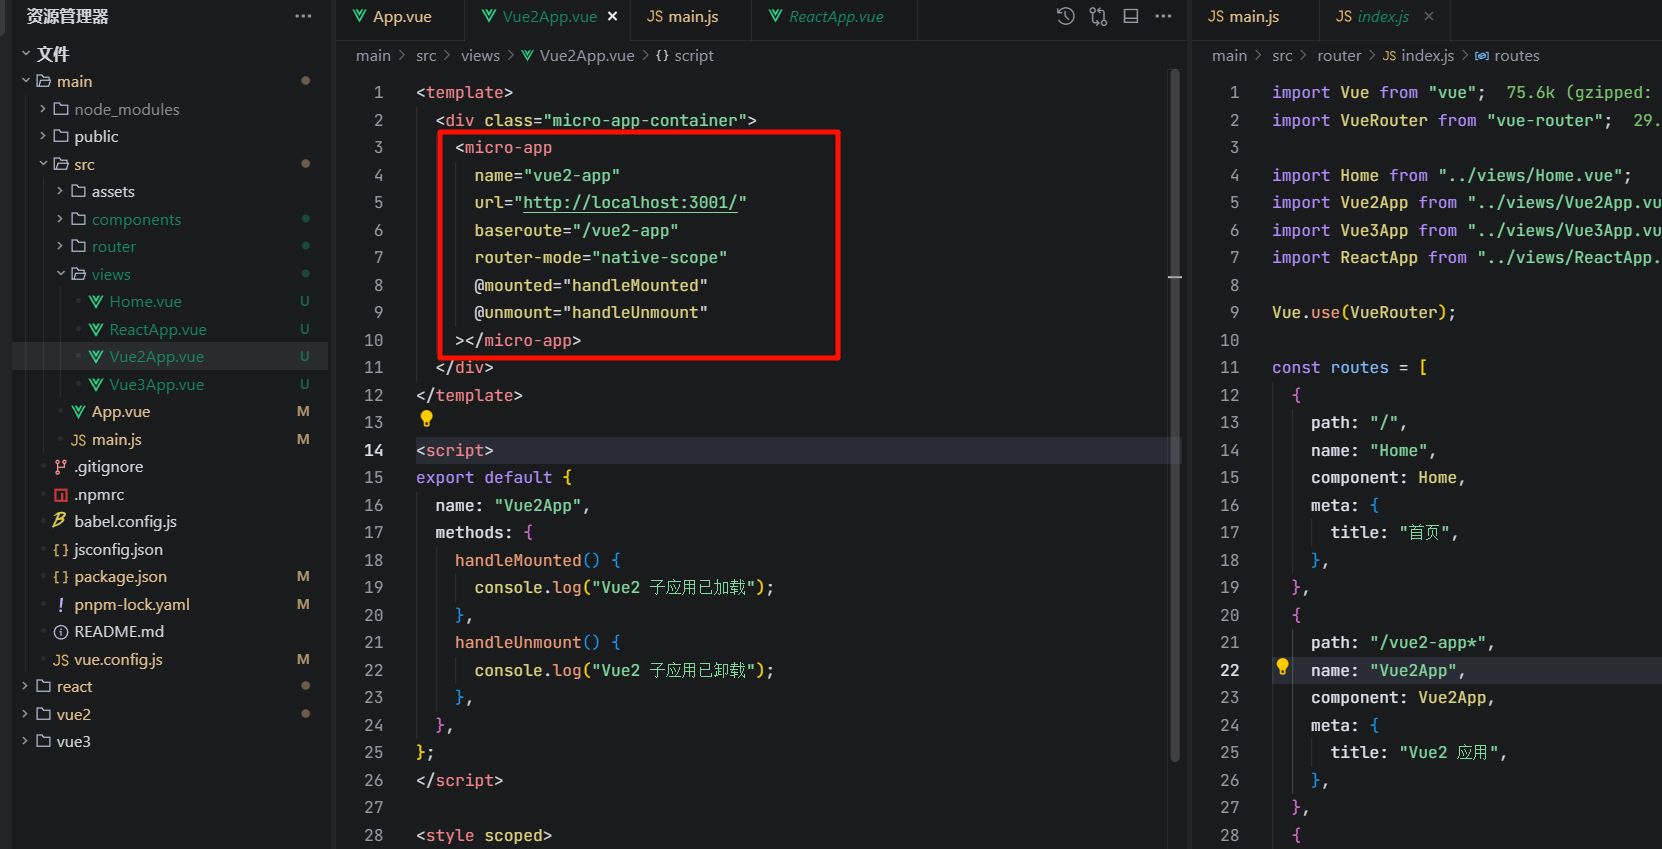 资源管理器
文件
main
node_modules
public
src
assets
components
router
views
Home.vue U
ReactApp.vue U
Vue2App.vue U
Vue3App.vue U
App.vue M
JS main.js M
.gitignore
.npmrc
babel.config.js
{} jsconfig.json
{} package.json M
! pnpm-lock.yaml M
README.md
JS vue.config.js M
react
vue2
vue3
App.vue Vue2App.vue JS main.js ReactApp.vue
main > src > views > Vue2App.vue > {} script
1 <template>
2 <div class="micro-app-container">
3 <micro-app
4 name="vue2-app"
5 url="http://localhost:3001/"
6 baseroute="/vue2-app"
7 router-mode="native-scope"
8 @mounted="handleMounted"
9 @unmount="handleUnmount"
10 ></micro-app>
11 </div>
12 </template>
13
14 <script>
15 export default {
16 name: "Vue2App",
17 methods: {
18 handleMounted() {
19 console.log("Vue2 子应用已加载");
20 },
21 handleUnmount() {
22 console.log("Vue2 子应用已卸载");
23 },
24 },
25 };
26 </script>
27
28 <style scoped>
JS main.js JS index.js
main > src > router > JS index.js > routes
1 import Vue from "vue"; 75.6k (gzipped:
2 import VueRouter from "vue-router"; 29.
3
4 import Home from "../views/Home.vue";
5 import Vue2App from "../views/Vue2App.vu
6 import Vue3App from "../views/Vue3App.vu
7 import ReactApp from "../views/ReactApp.
8
9 Vue.use(VueRouter);
10
11 const routes = [
12 {
13 path: "/",
14 name: "Home",
15 component: Home,
16 meta: {
17 title: "首页",
18 },
19 },
20 {
21 path: "/vue2-app*",
22 name: "Vue2App",
23 component: Vue2App,
24 meta: {
25 title: "Vue2 应用",
26 },
27 },
28 {